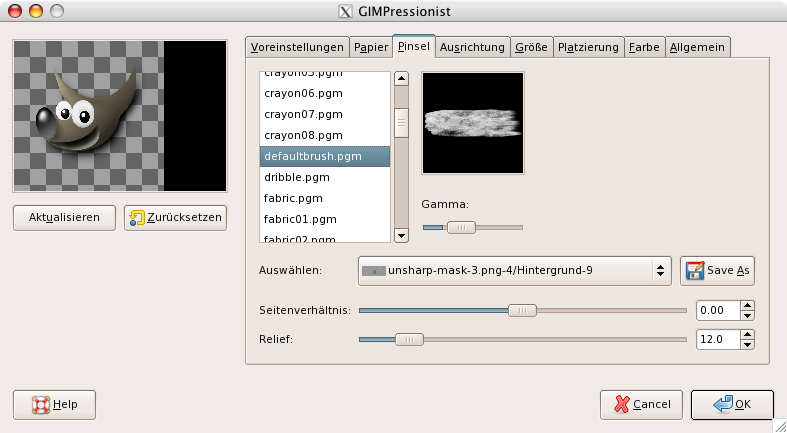 GIMPressionist
Voreinstellungen Papier Pinsel Ausrichtung Größe Platzierung Farbe Allgemein
crayon05.pgm
crayon06.pgm
crayon07.pgm
crayon08.pgm
defaultbrush.pgm
dribble.pgm
fabric.pgm
fabric01.pgm
fabric02.pgm
Gamma:
Aktualisieren Zurücksetzen
Auswählen: unsharp-mask-3.png-4/Hintergrund-9 Save As
Seitenverhältnis: 0.00
Relief: 12.0
Help Cancel OK